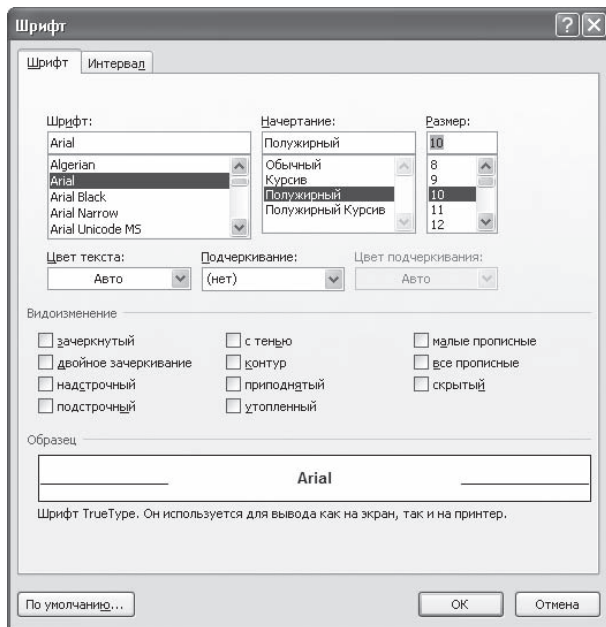 Шрифт
Шрифт Интервал
Шрифт: Начертание: Размер:
Arial Полужирный 10
Algerian Обычный 8
Arial Курсив 9
Arial Black Полужирный 10
Arial Narrow Полужирный Курсив 11
Arial Unicode MS 12
Цвет текста: Подчеркивание: Цвет подчеркивания:
Авто (нет) Авто
Видоизменение
зачеркнутый с тенью малые прописные
двойное зачеркивание контур все прописные
надстрочный приподнятый скрытый
подстрочный утопленный
Образец
Arial
Шрифт TrueType. Он используется для вывода как на экран, так и на принтер.
По умолчанию... ОК Отмена